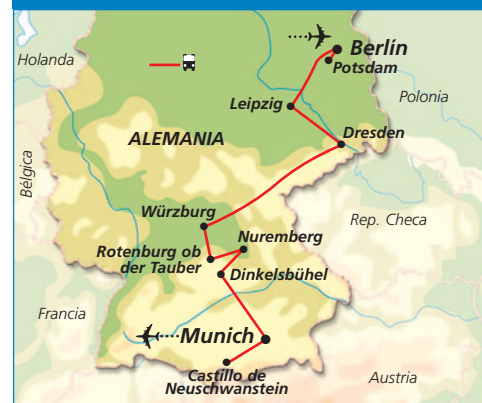 Berlín
Holanda
Potsdam
Leipzig
Polonia
ALEMANIA
Dresden
Bélgica
Würzburg
Rep. Checa
Nuremberg
Rotenburg ob
der Tauber
Dinkelsbühel
Francia
Munich
Castillo de
Neuschwanstein
Austria